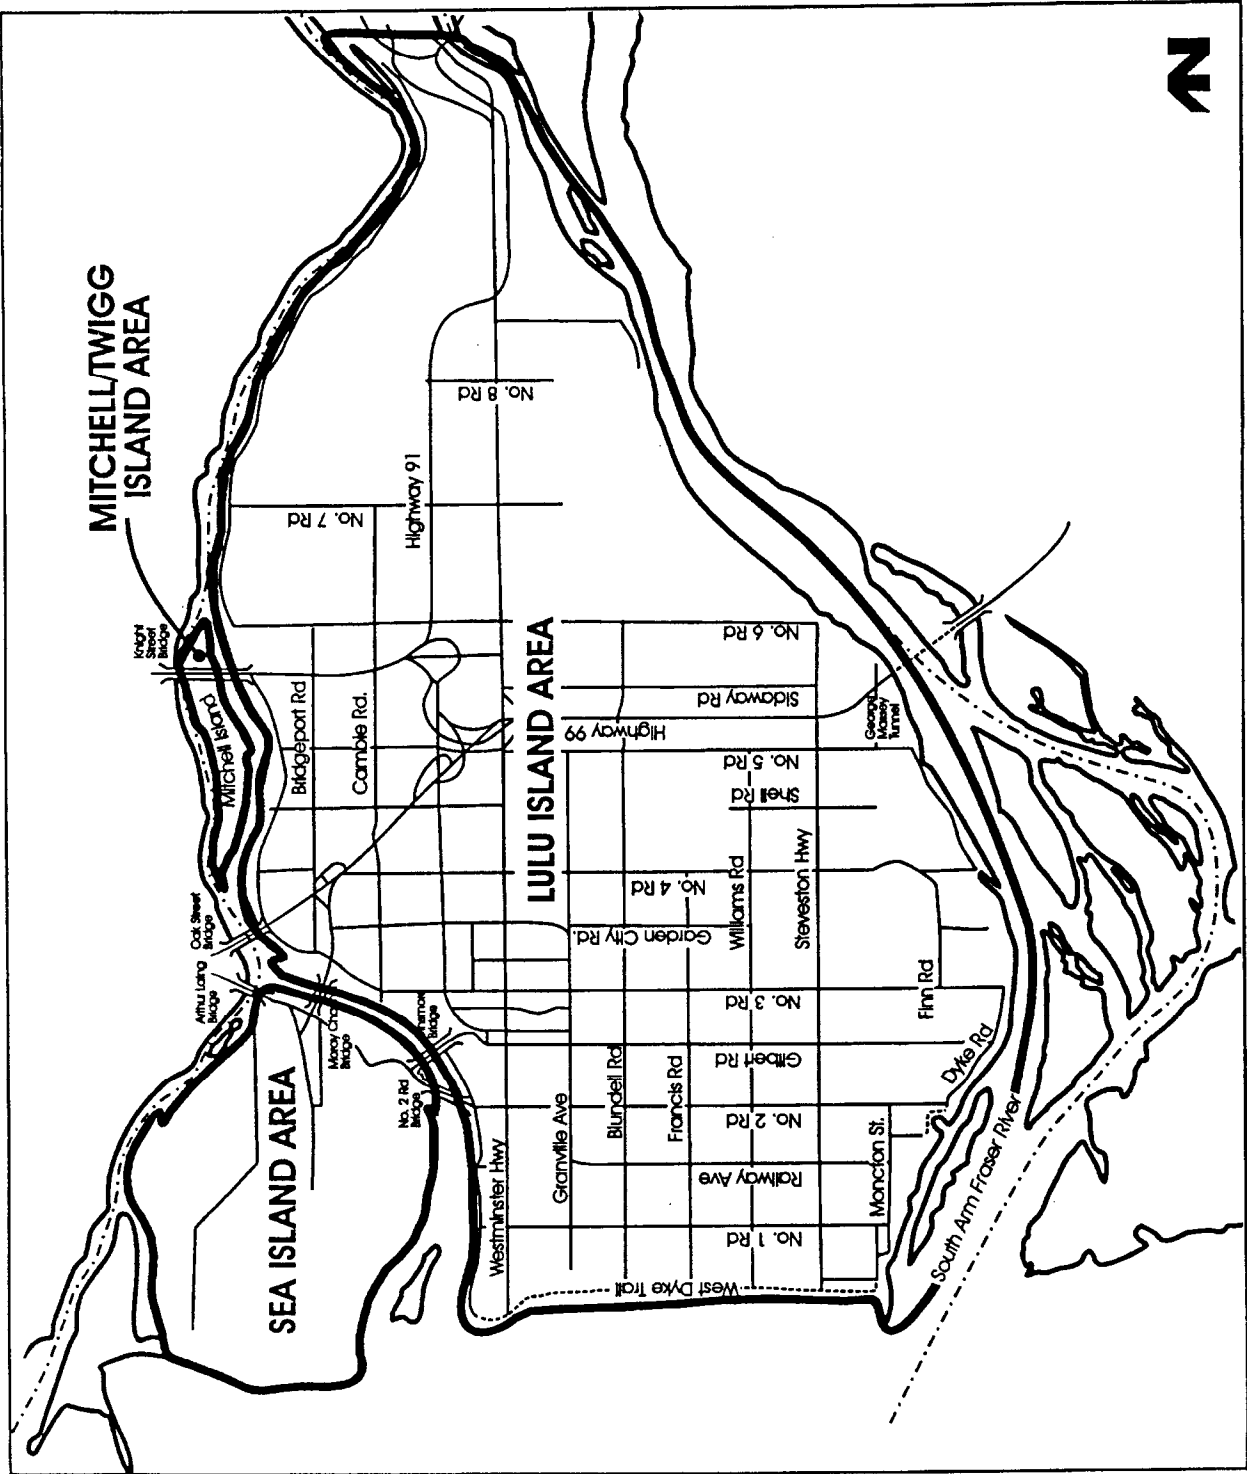 N
MITCHELL/TWIGG
ISLAND AREA
Knight
Street
Bridge
Mitchell Island
Oak Street
Bridge
Arthur Laing
Bridge
Moray
Bridge
Bridge
No. 2 Rd
Bridge
SEA ISLAND AREA
LULU ISLAND AREA
Bridgeport Rd
Cambie Rd.
Highway 91
Westminster Hwy
Granville Ave
Blundell Rd
Francis Rd
Williams Rd
Steveston Hwy
Moncton St.
Finn Rd
Dyke Rd
South Arm Fraser River
George
Massey
Tunnel
No. 8 Rd
No. 7 Rd
No. 6 Rd
Sidaway Rd
Highway 99
No. 5 Rd
Shell Rd
No. 4 Rd
Garden City Rd.
No. 3 Rd
Gilbert Rd
No. 2 Rd
Railway Ave
No. 1 Rd
West Dyke Trail